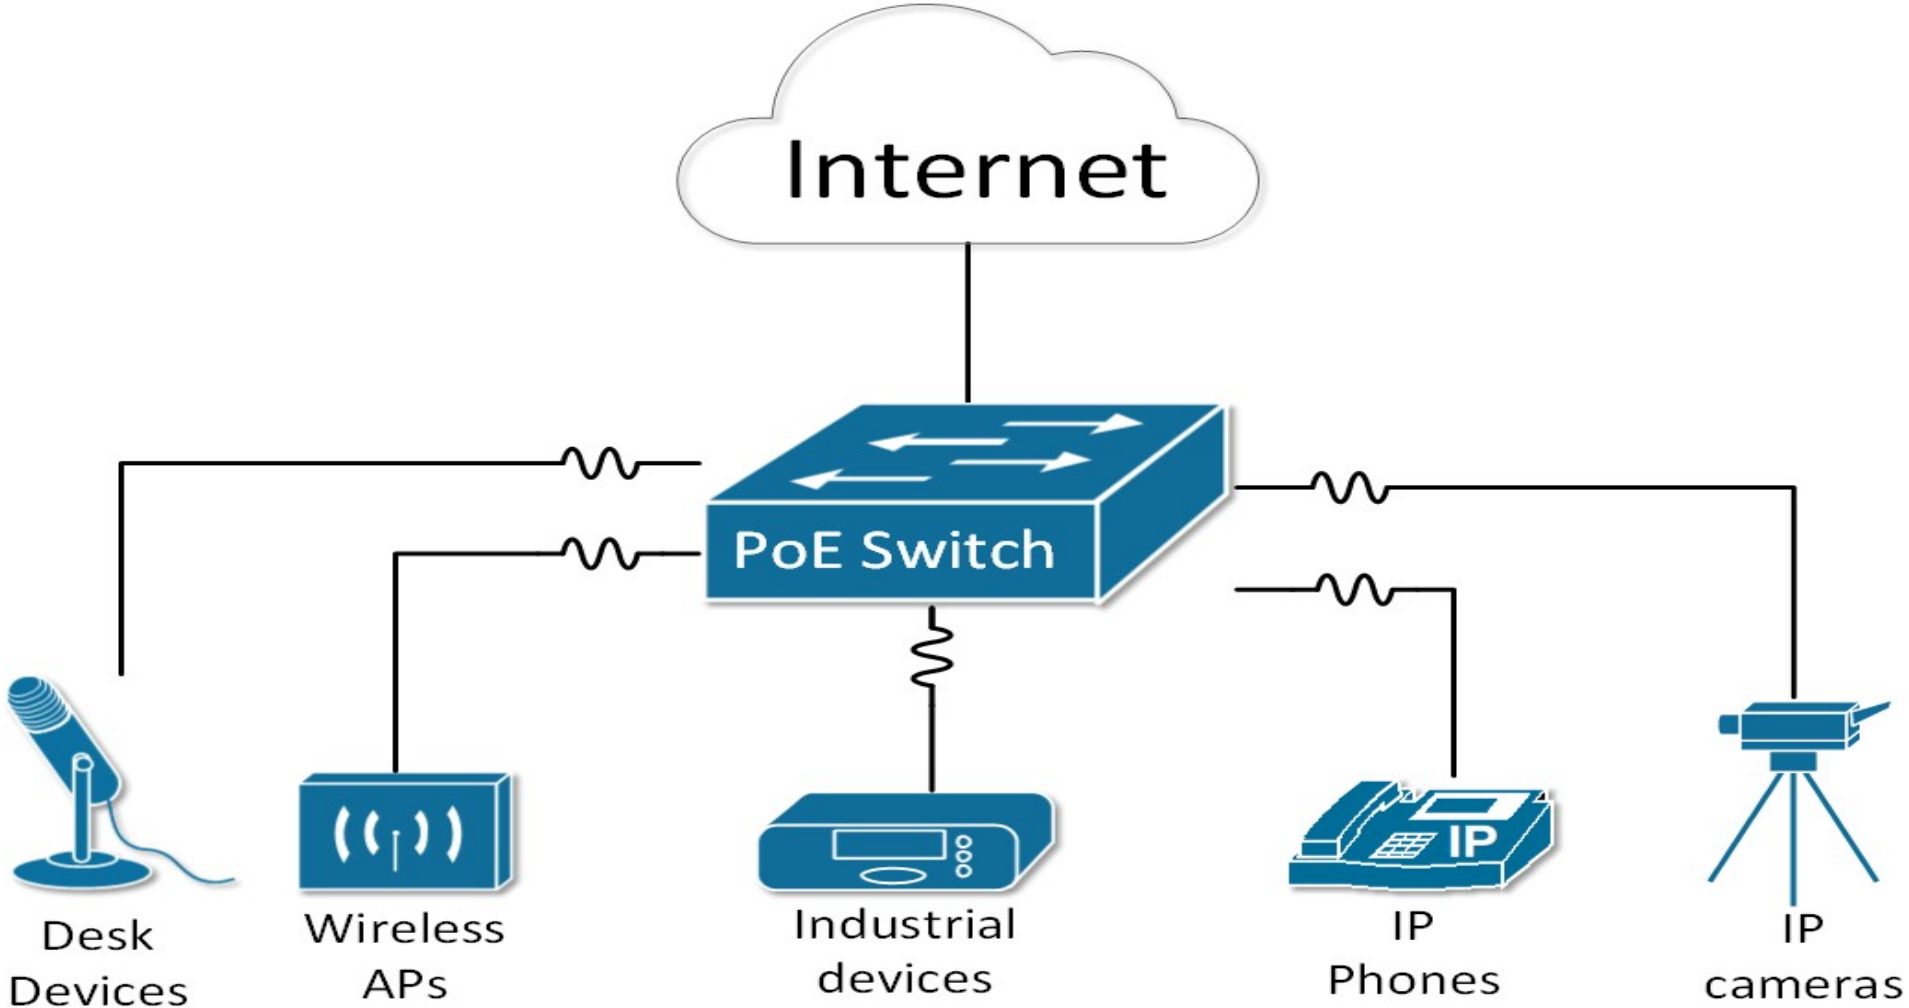 Internet
PoE Switch
IP
Desk
Devices
Wireless
APs
Industrial
devices
IP
Phones
IP
cameras